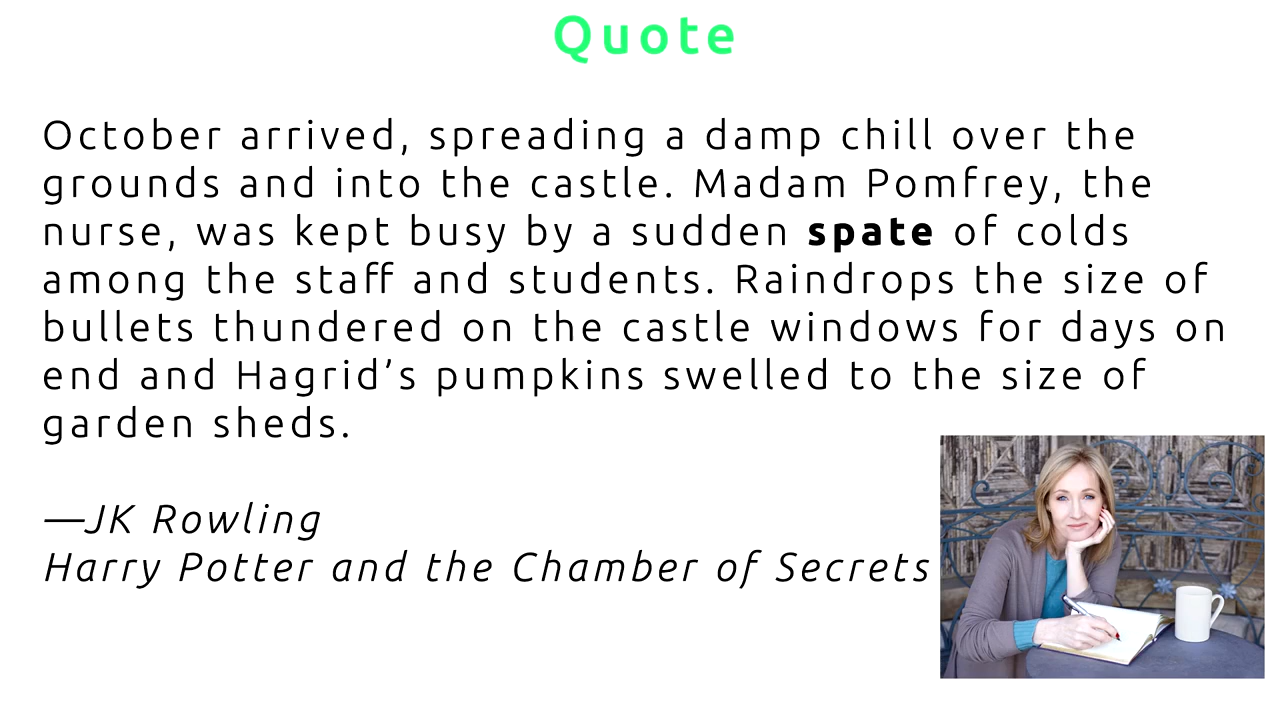 Quote
October arrived, spreading a damp chill over the
grounds and into the castle. Madam Pomfrey, the
nurse, was kept busy by a sudden spate of colds
among the staff and students. Raindrops the size of
bullets thundered on the castle windows for days on
end and Hagrid’s pumpkins swelled to the size of
garden sheds.
—JK Rowling
Harry Potter and the Chamber of Secrets